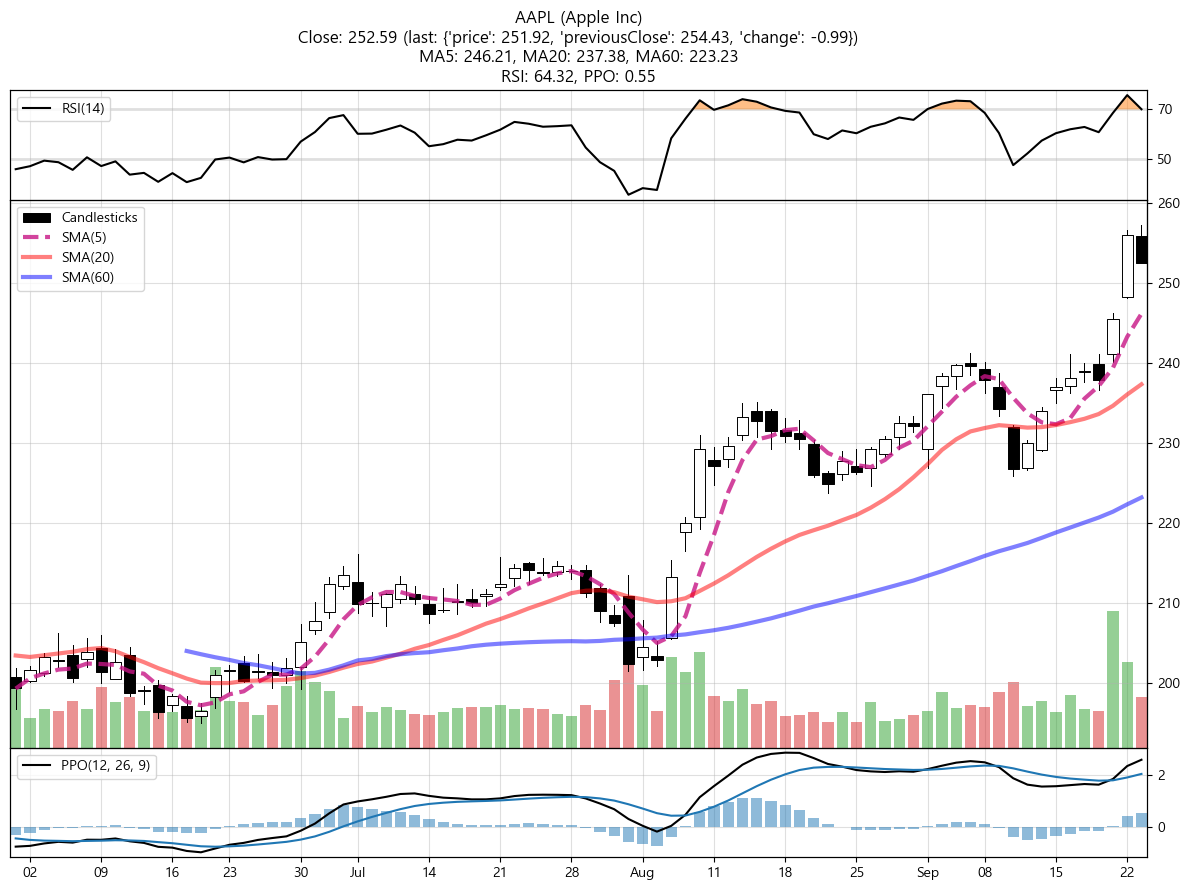 AAPL (Apple Inc)
Close: 252.59 (last: {'price': 251.92, 'previousClose': 254.43, 'change': -0.99})
MA5: 246.21, MA20: 237.38, MA60: 223.23
RSI: 64.32, PPO: 0.55
RSI(14)
70
50
Candlesticks
SMA(5)
SMA(20)
SMA(60)
260
250
240
230
220
210
200
PPO(12, 26, 9)
2
0
02 09 16 23 30 Jul 14 21 28 Aug 11 18 25 Sep 08 15 22